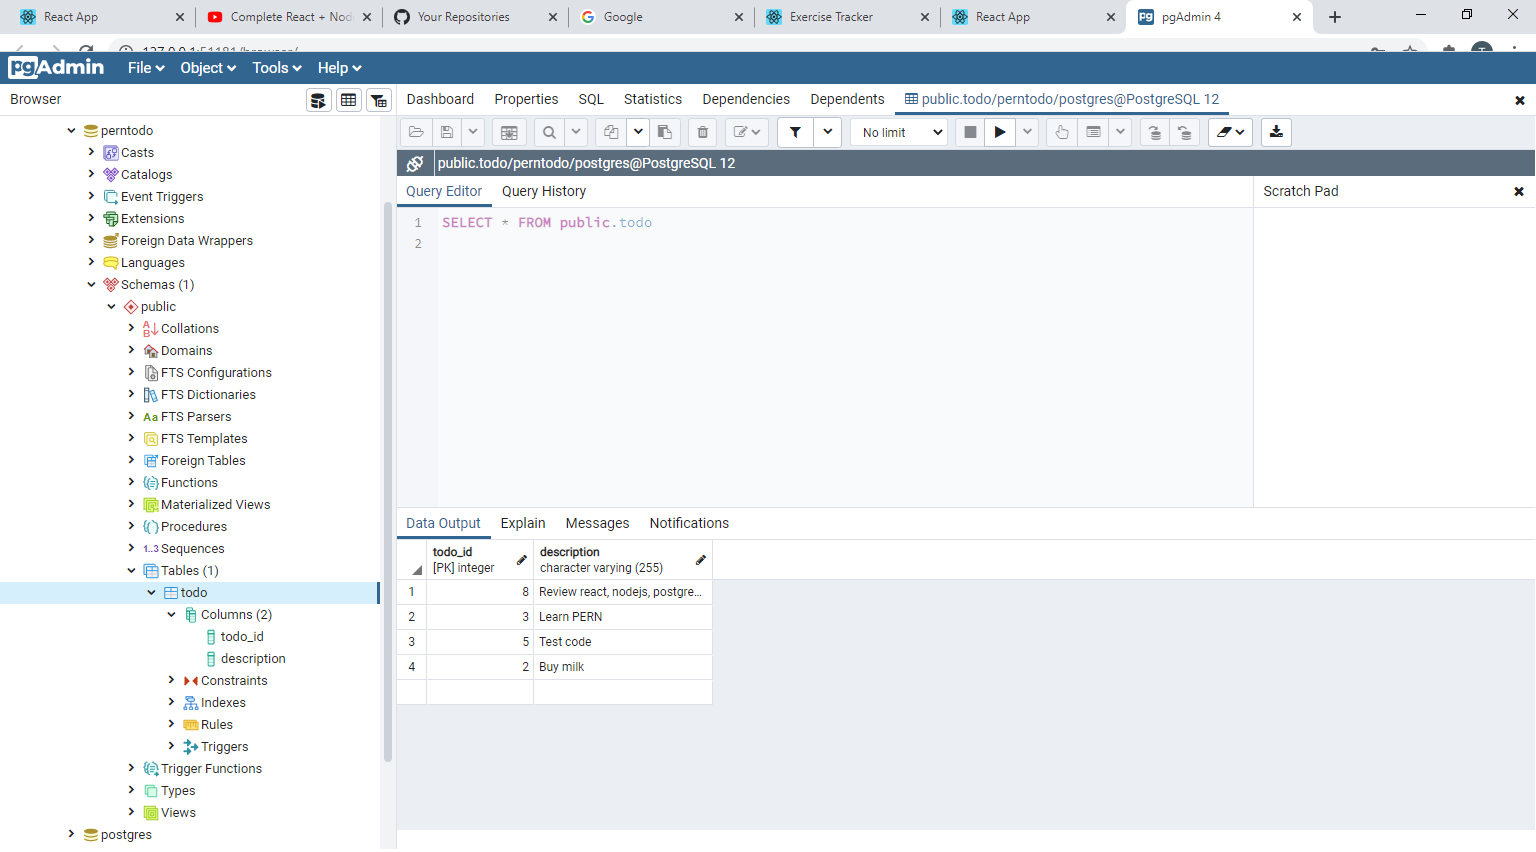 React App
Complete React + Nod
Your Repositories
Google
Exercise Tracker
React App
pgAdmin 4
pgAdmin
File
Object
Tools
Help
Browser
Dashboard
Properties
SQL
Statistics
Dependencies
Dependents
public.todo/perntodo/postgres@PostgreSQL 12
No limit
public.todo/perntodo/postgres@PostgreSQL 12
Query Editor
Query History
Scratch Pad
1 SELECT * FROM public.todo
2
perntodo
Casts
Catalogs
Event Triggers
Extensions
Foreign Data Wrappers
Languages
Schemas (1)
public
Collations
Domains
FTS Configurations
FTS Dictionaries
Aa FTS Parsers
FTS Templates
Foreign Tables
Functions
Materialized Views
Procedures
1..3 Sequences
Tables (1)
todo
Columns (2)
todo_id
description
Constraints
Indexes
Rules
Triggers
Trigger Functions
Types
Views
postgres
Data Output
Explain
Messages
Notifications
todo_id
[PK] integer
description
character varying (255)
1 8 Review react, nodejs, postgre...
2 3 Learn PERN
3 5 Test code
4 2 Buy milk